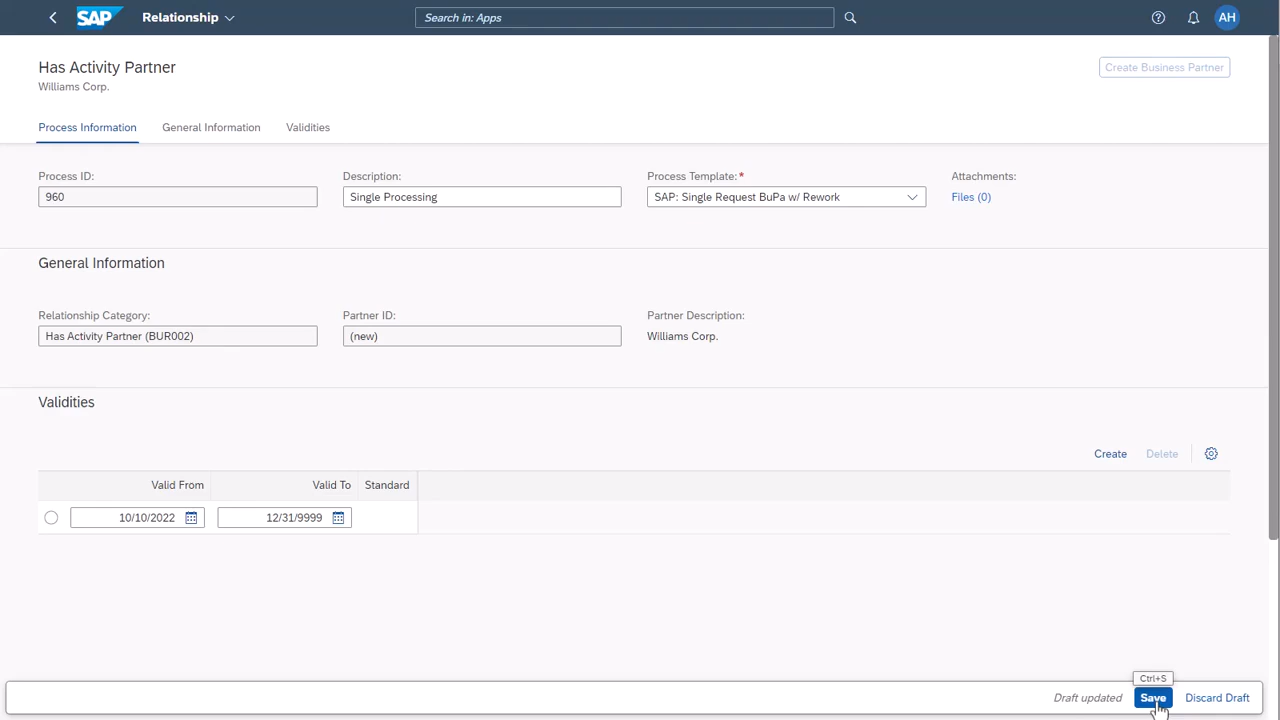 SAP Relationship Search in: Apps AH
Has Activity Partner Create Business Partner
Williams Corp.
Process Information General Information Validities
Process ID: Description: Process Template:* Attachments:
960 Single Processing SAP: Single Request BuPa w/ Rework Files (0)
General Information
Relationship Category: Partner ID: Partner Description:
Has Activity Partner (BUR002) (new) Williams Corp.
Validities
Create Delete
Valid From Valid To Standard
10/10/2022 12/31/9999
Ctrl+S
Draft updated Save Discard Draft